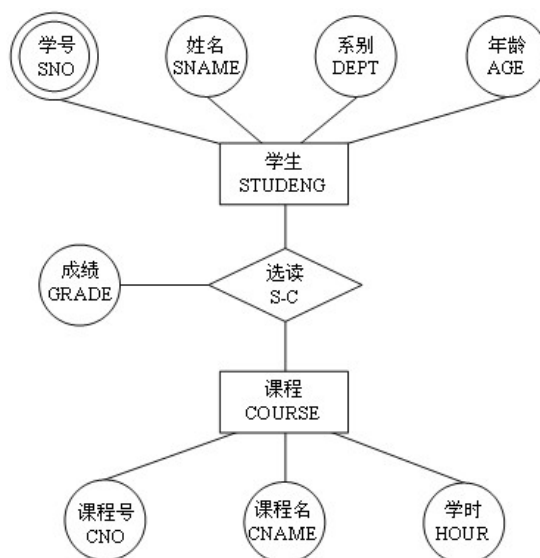 学号
SNO
姓名
SNAME
系别
DEPT
年龄
AGE
学生
STUDENG
成绩
GRADE
选读
S-C
课程
COURSE
课程号
CNO
课程名
CNAME
学时
HOUR